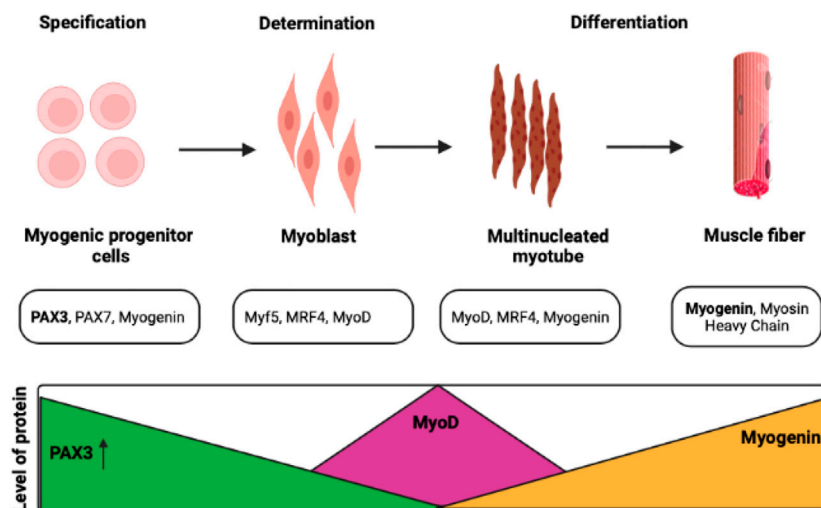 Specification
Determination
Differentiation
Myogenic progenitor
cells
Myoblast
Multinucleated
myotube
Muscle fiber
PAX3, PAX7, Myogenin
Myf5, MRF4, MyoD
MyoD, MRF4, Myogenin
Myogenin, Myosin
Heavy Chain
Level of protein
PAX3
MyoD
Myogenin